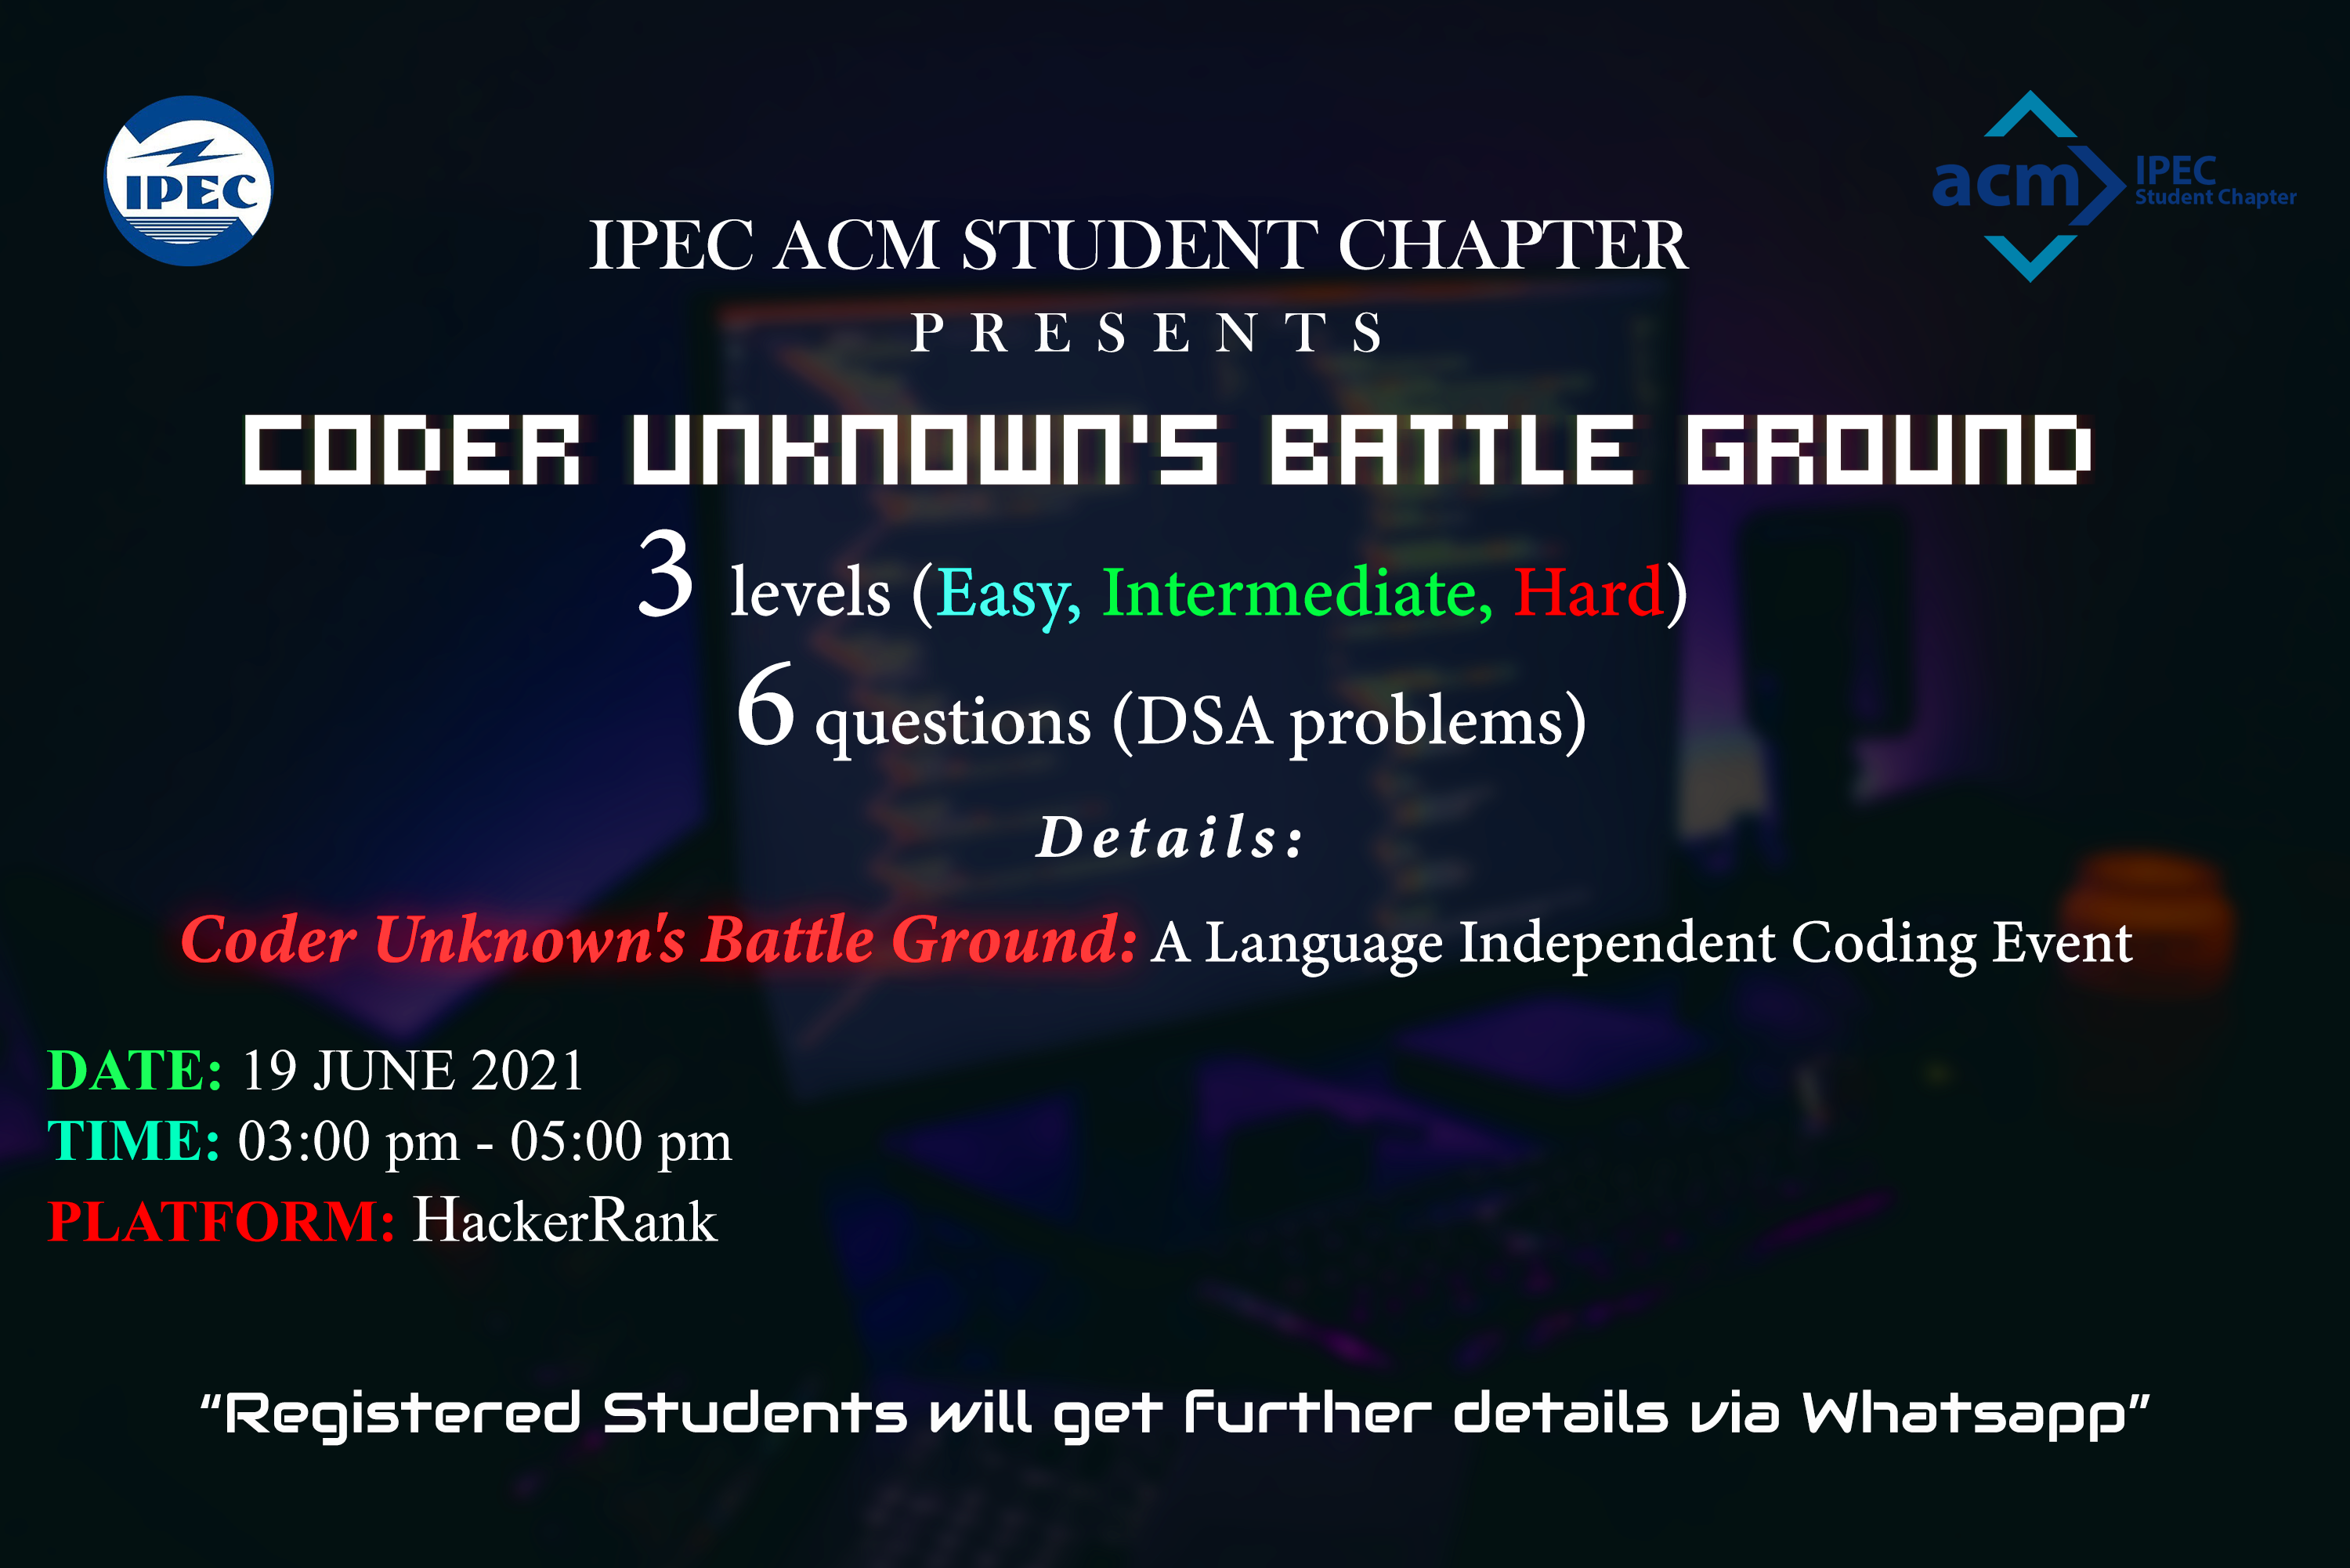 IPEC
acm
IPEC
Student Chapter
IPEC ACM STUDENT CHAPTER
PRESENTS
CODER UNKNOWN'S BATTLE GROUND
3 levels (Easy, Intermediate, Hard)
6 questions (DSA problems)
Details:
Coder Unknown's Battle Ground: A Language Independent Coding Event
DATE: 19 JUNE 2021
TIME: 03:00 pm - 05:00 pm
PLATFORM: HackerRank
“Registered Students will get further details via Whatsapp”